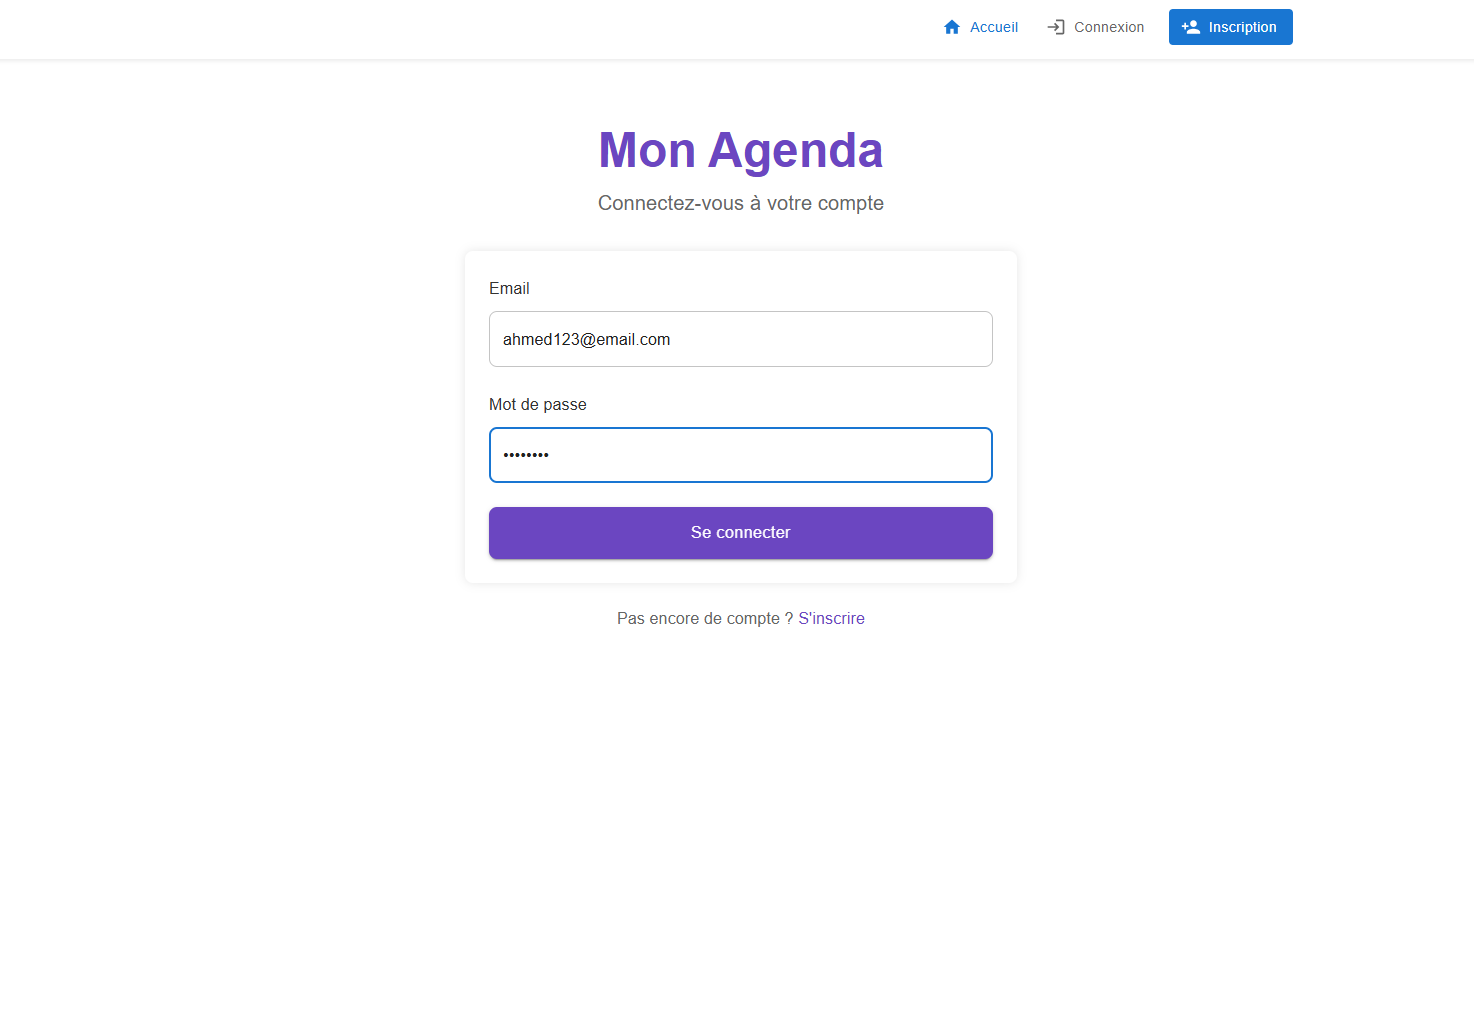 Accueil Connexion Inscription
Mon Agenda
Connectez-vous à votre compte
Email
ahmed123@email.com
Mot de passe
••••••••
Se connecter
Pas encore de compte ? S'inscrire